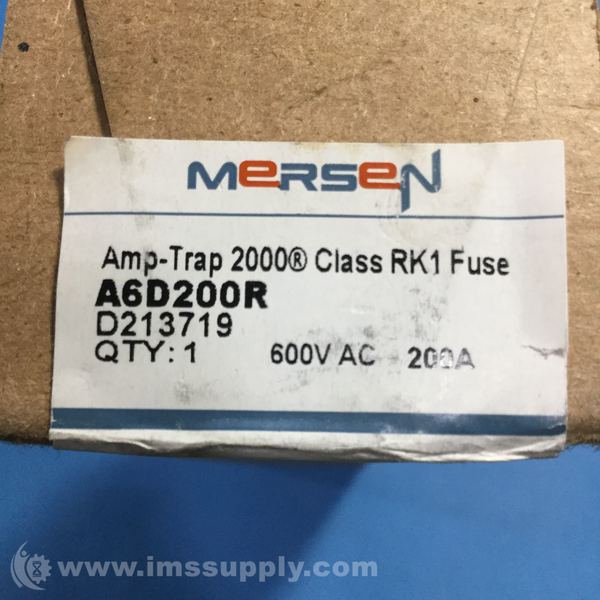 MERSEN
Amp-Trap 2000® Class RK1 Fuse
A6D200R
D213719
QTY: 1 600V AC 200A
www.imssupply.com